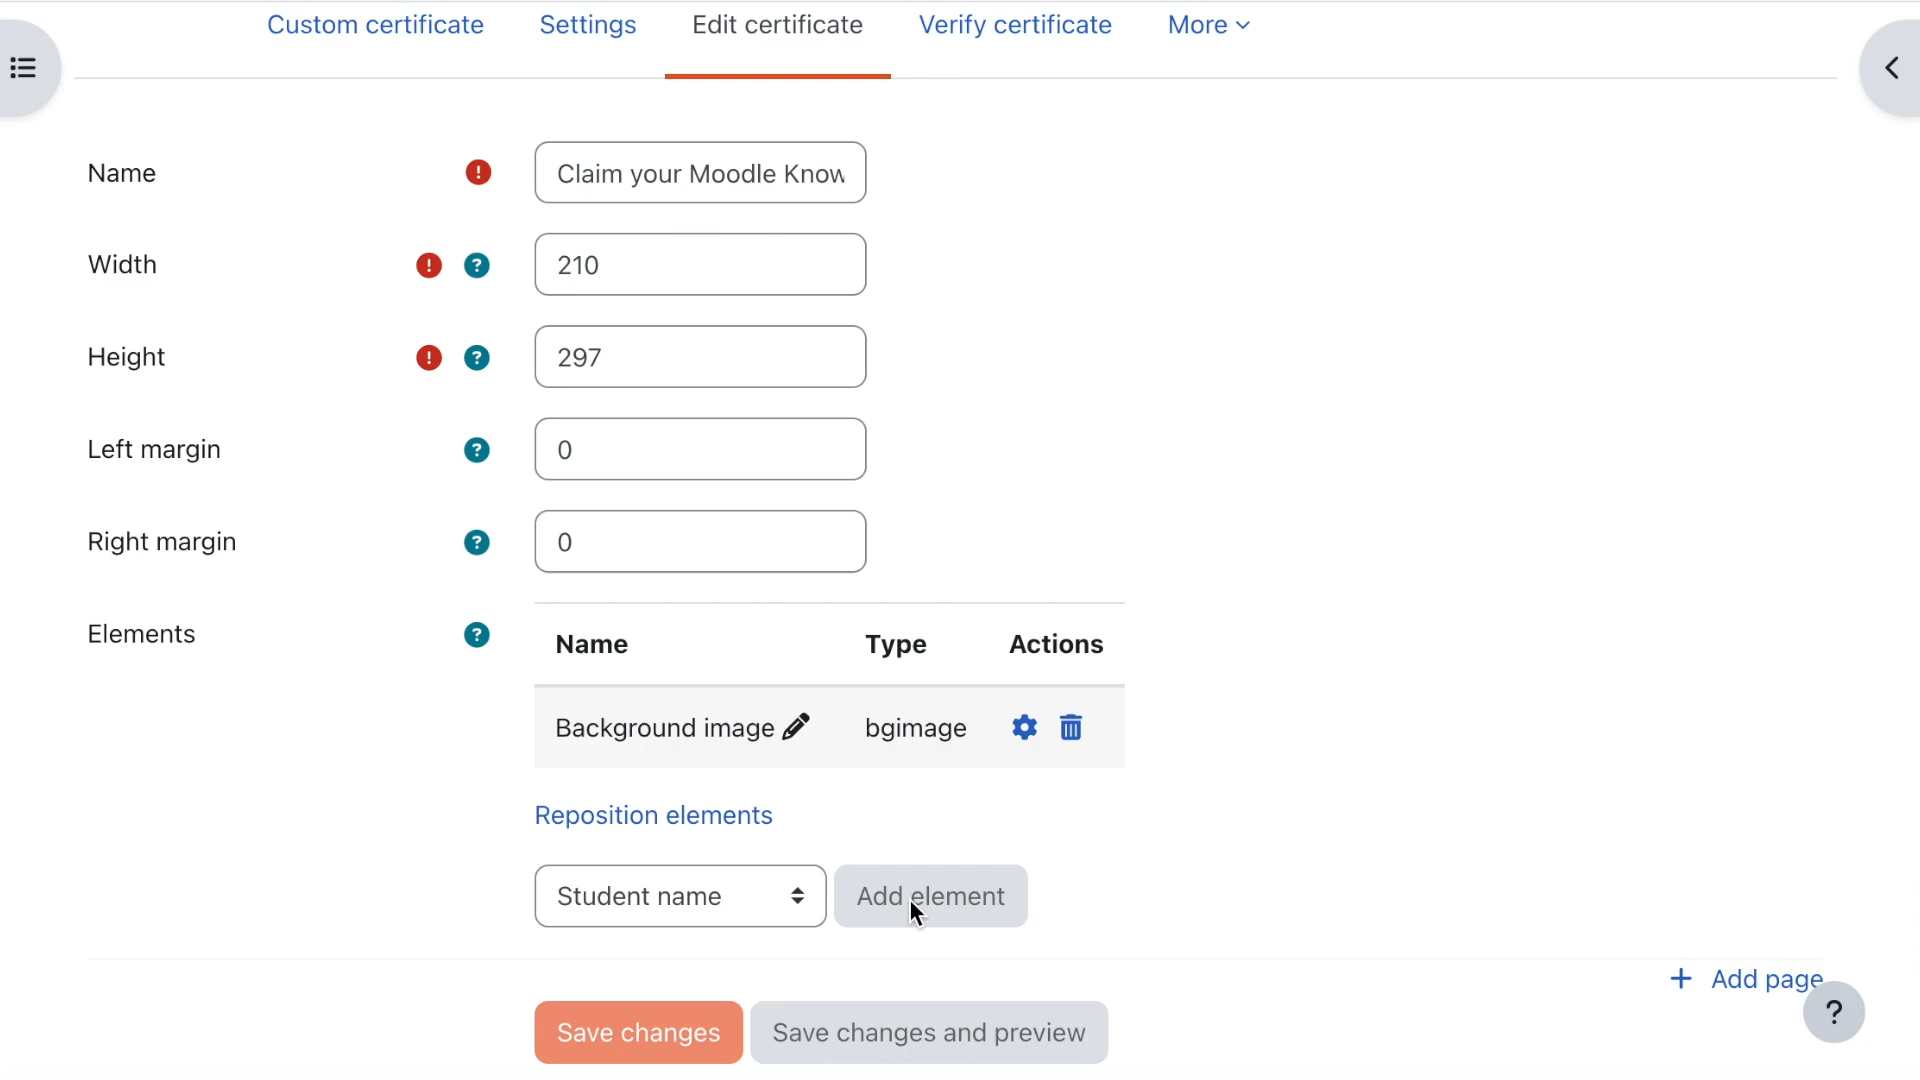 Custom certificate Settings Edit certificate Verify certificate More
Name ! Claim your Moodle Know
Width ! ? 210
Height ! ? 297
Left margin ? 0
Right margin ? 0
Elements ? Name Type Actions
Background image bgimage
Reposition elements
Student name Add element
+ Add page
?
Save changes Save changes and preview